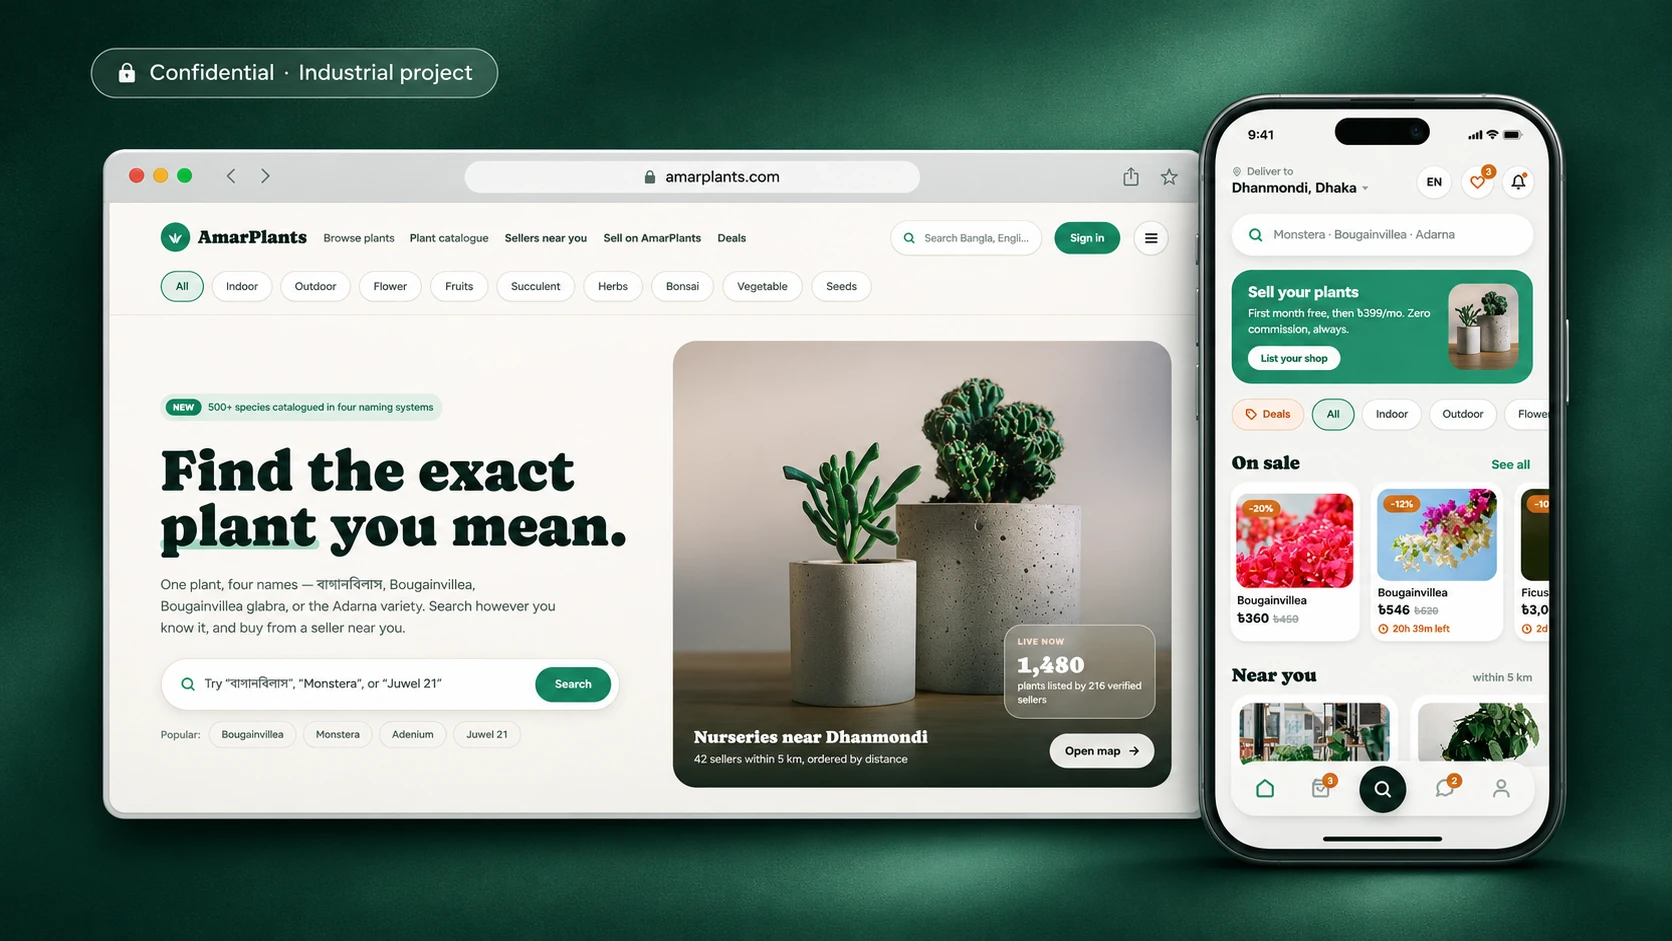 Confidential · Industrial project
amarplants.com
AmarPlants
Browse plants
Plant catalogue
Sellers near you
Sell on AmarPlants
Deals
Search Bangla, Engli...
Sign in
All
Indoor
Outdoor
Flower
Fruits
Succulent
Herbs
Bonsai
Vegetable
Seeds
NEW 500+ species catalogued in four naming systems
Find the exact
plant you mean.
One plant, four names — বাগানবিলাস, Bougainvillea,
Bougainvillea glabra, or the Adarna variety. Search however you
know it, and buy from a seller near you.
Try "বাগানবিলাস", "Monstera", or "Juwel 21"
Search
Popular:
Bougainvillea
Monstera
Adenium
Juwel 21
LIVE NOW
1,480
plants listed by 216 verified
sellers
Nurseries near Dhanmondi
42 sellers within 5 km, ordered by distance
Open map →
9:41
Deliver to
Dhanmondi, Dhaka
EN
3
Monstera · Bougainvillea · Adarna
Sell your plants
First month free, then ৳399/mo. Zero
commission, always.
List your shop
Deals
All
Indoor
Outdoor
Flower
On sale
See all
-20%
Bougainvillea
৳360 ৳450
-12%
Bougainvillea
৳546 ৳620
20h 39m left
-10
Ficus
৳3,0
2d
Near you
within 5 km
3
2